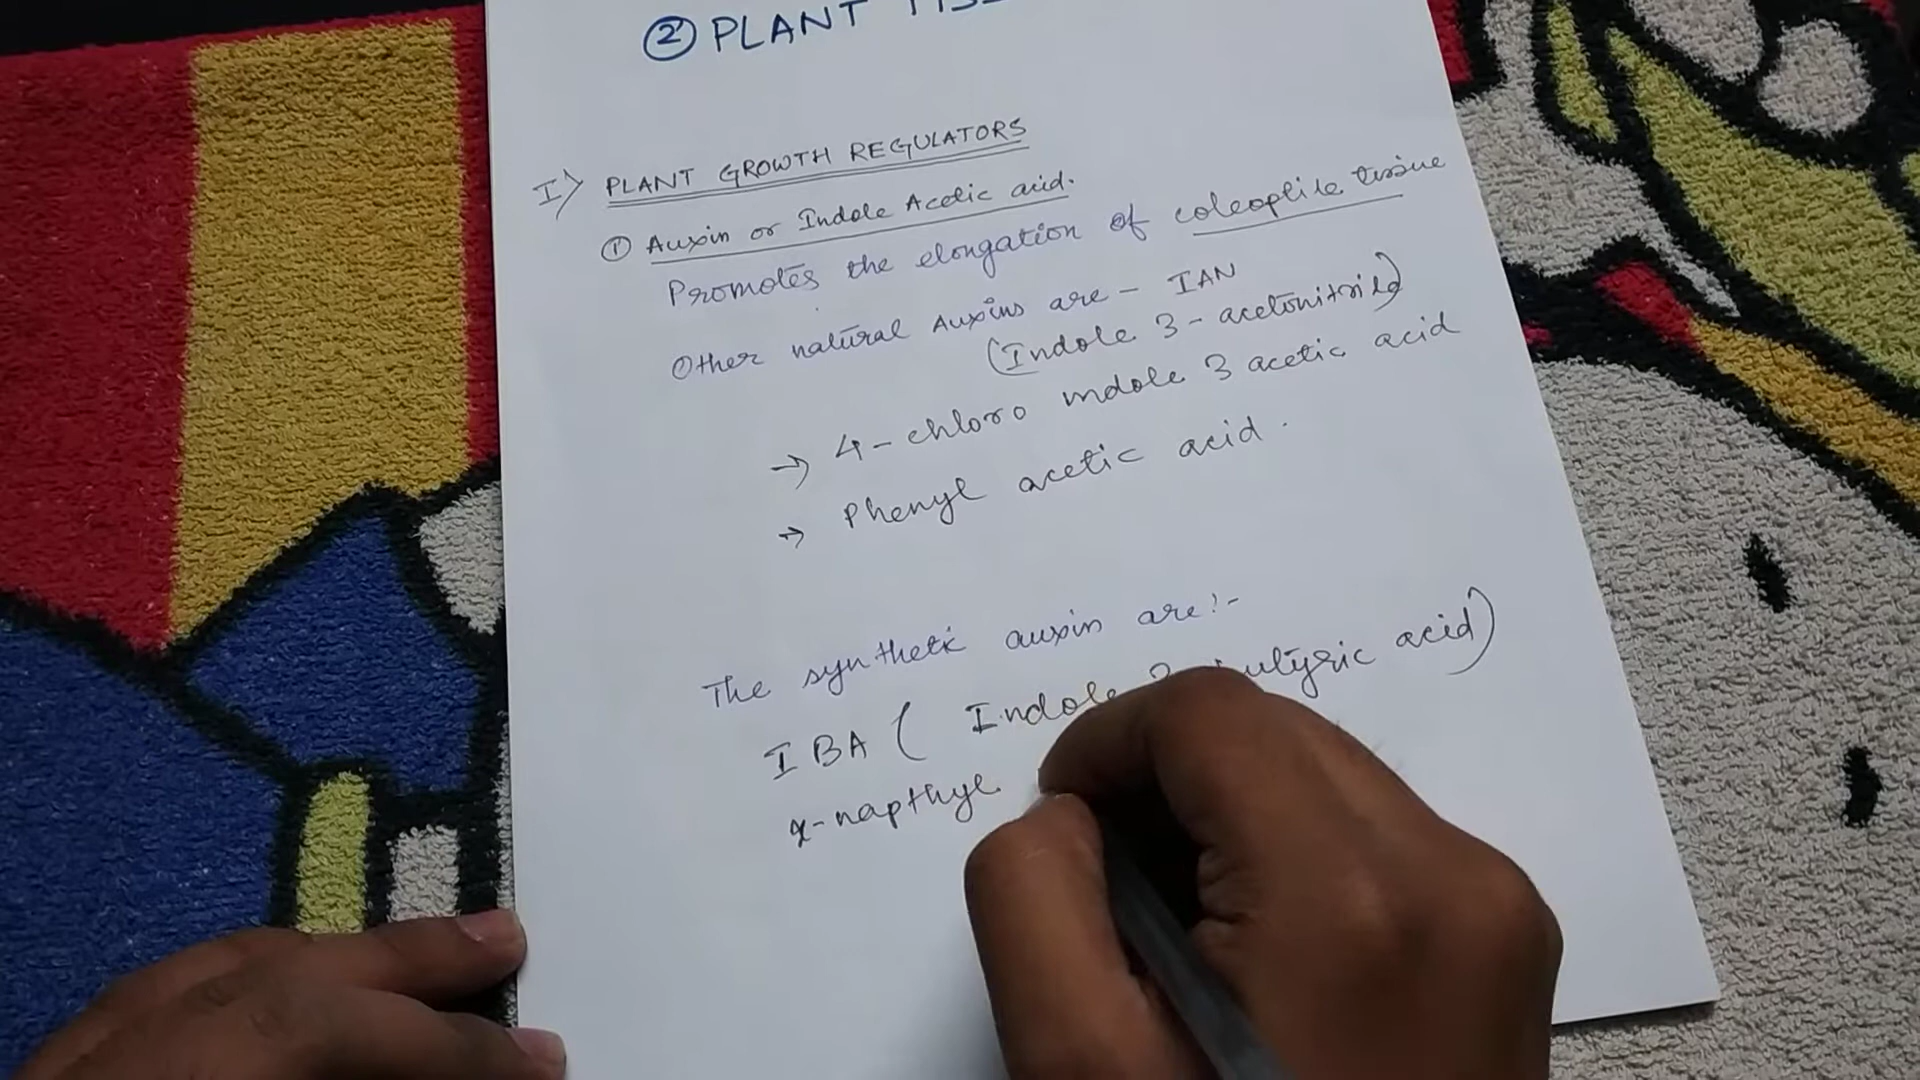 ② PLANT
I> PLANT GROWTH REGULATORS
① Auxin or Indole Acetic acid.
Promotes the elongation of coleoptile tissue
Other natural Auxins are - IAN
(Indole 3 - acetonitrile)
→ 4-chloro indole 3 acetic acid
→ Phenyl acetic acid.
The synthetic auxin are:-
IBA ( Indole acid)
α-napthyl